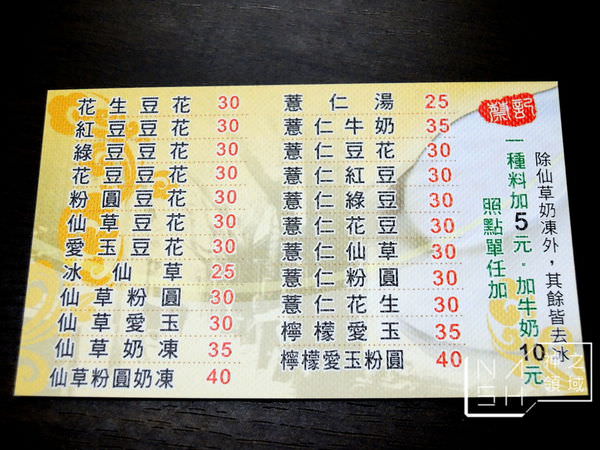 花生豆花 30
紅豆豆花 30
綠豆豆花 30
花豆豆花 30
粉圓豆花 30
仙草豆花 30
愛玉豆花 30
冰仙草 25
仙草粉圓 30
仙草愛玉 30
仙草奶凍 35
仙草粉圓奶凍 40
薏仁湯 25
薏仁牛奶 35
薏仁豆花 30
薏仁紅豆 30
薏仁綠豆 30
薏仁花豆 30
薏仁仙草 30
薏仁粉圓 30
薏仁花生 30
檸檬愛玉 35
檸檬愛玉粉圓 40
記
除仙草奶凍外，其餘皆去冰
一種料加5元．加牛奶10元
照點單任加
神之領域